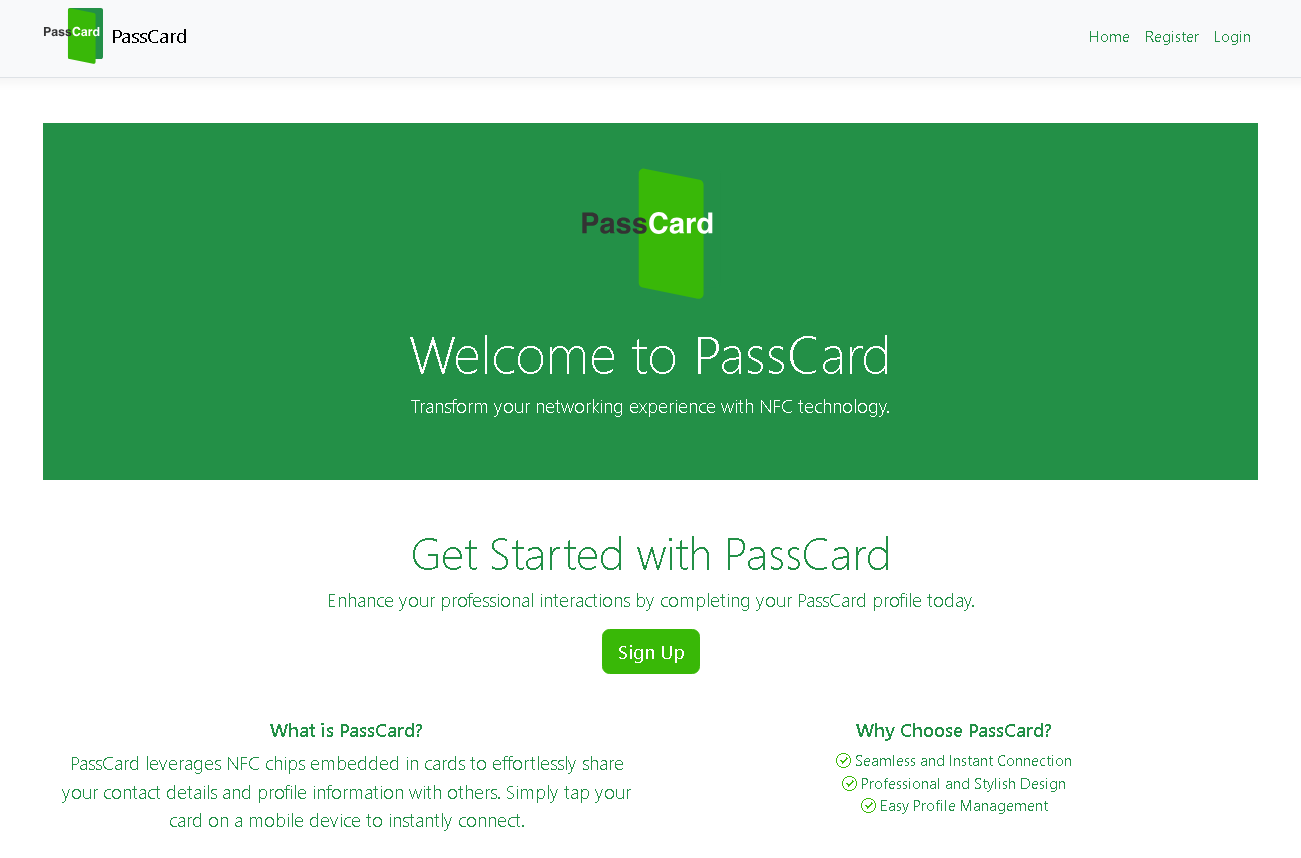 PassCard PassCard Home Register Login
PassCard
Welcome to PassCard
Transform your networking experience with NFC technology.
Get Started with PassCard
Enhance your professional interactions by completing your PassCard profile today.
Sign Up
What is PassCard?
PassCard leverages NFC chips embedded in cards to effortlessly share
your contact details and profile information with others. Simply tap your
card on a mobile device to instantly connect.
Why Choose PassCard?
Seamless and Instant Connection
Professional and Stylish Design
Easy Profile Management